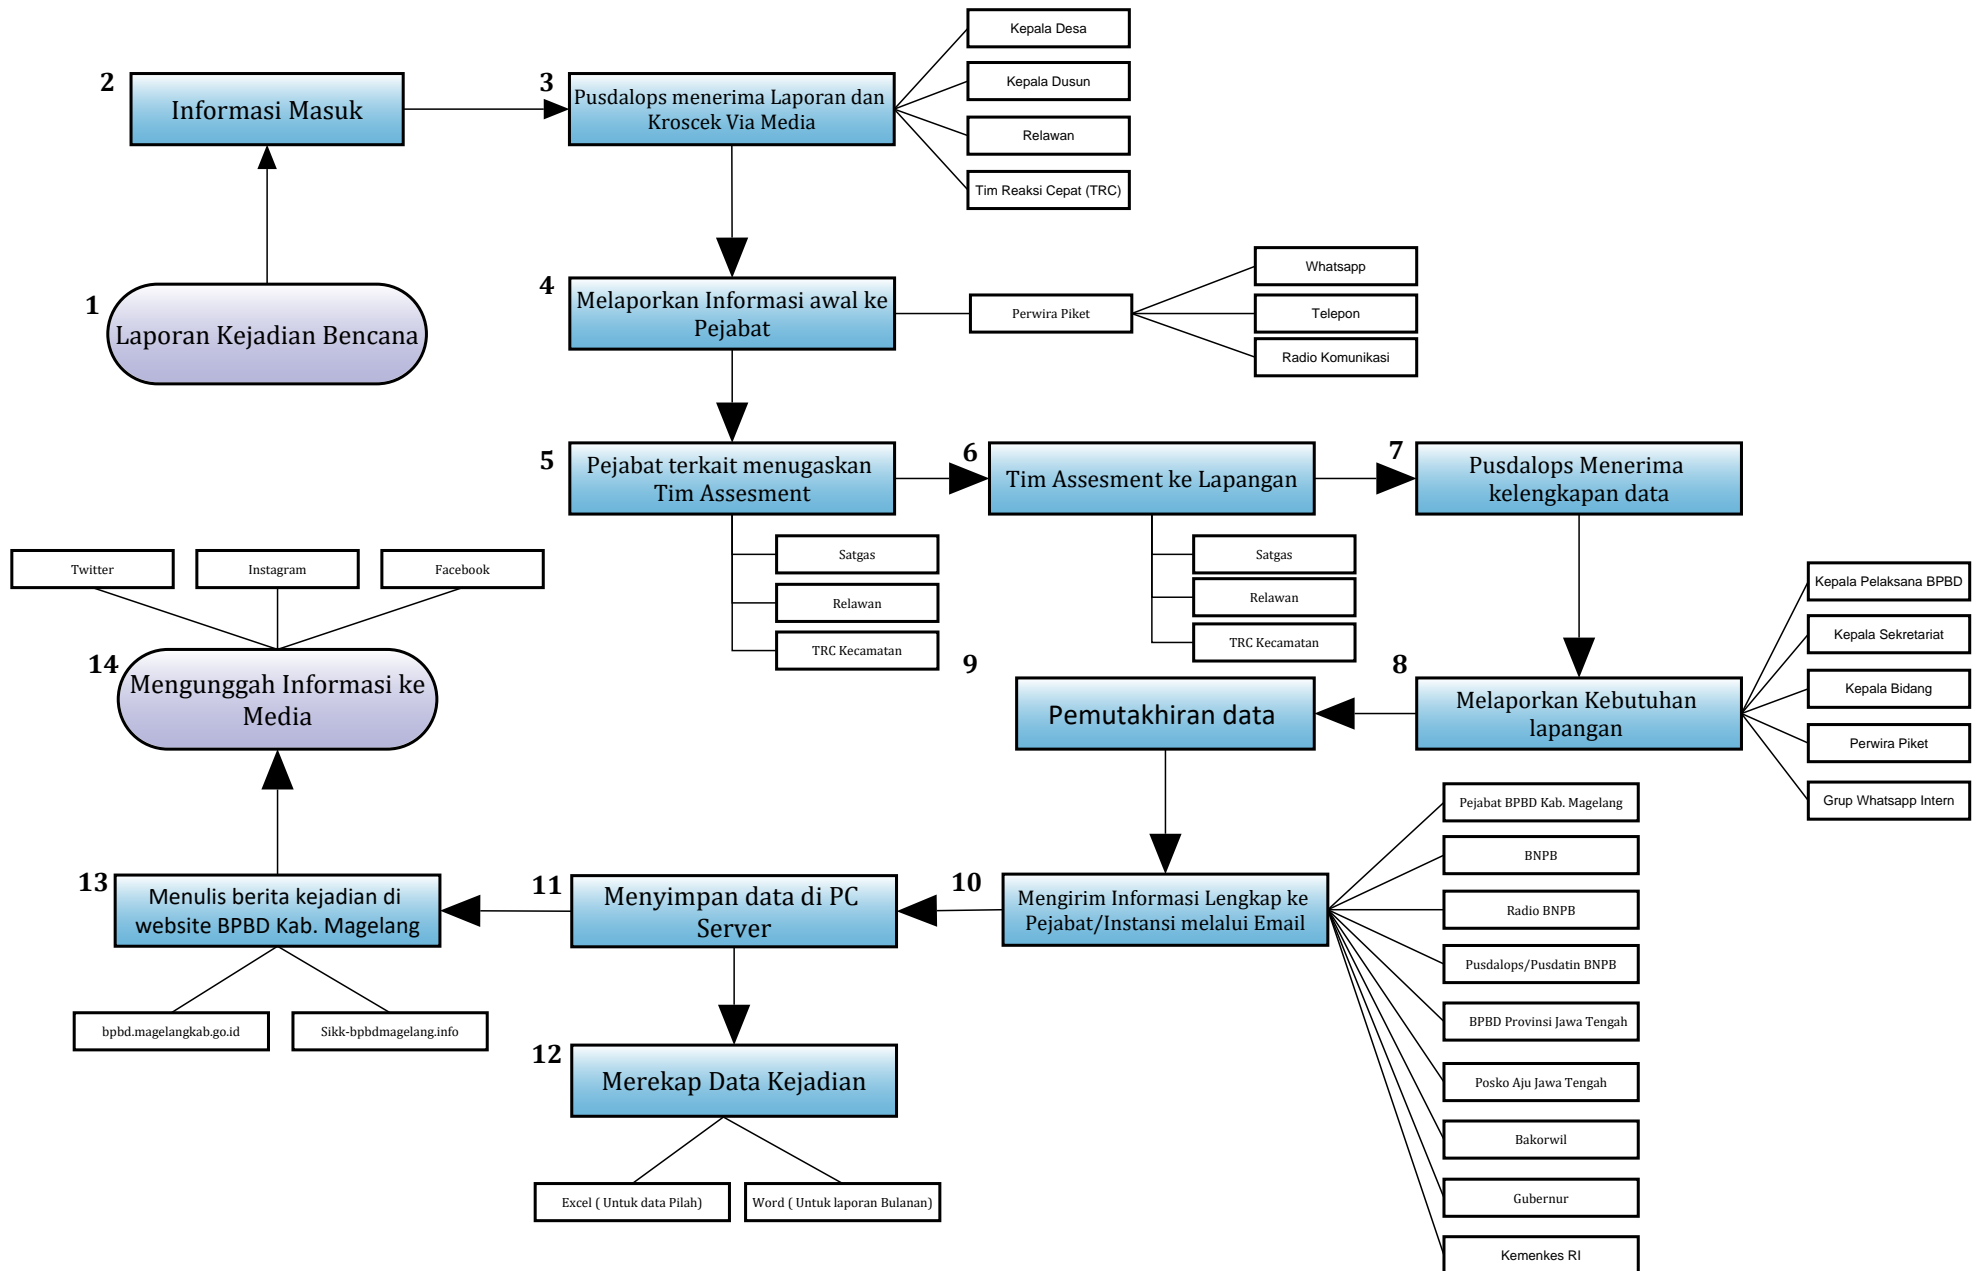 1
Laporan Kejadian Bencana
2
Informasi Masuk
3
Pusdalops menerima Laporan dan
Kroscek Via Media
Kepala Desa
Kepala Dusun
Relawan
Tim Reaksi Cepat (TRC)
4
Melaporkan Informasi awal ke
Pejabat
Perwira Piket
Whatsapp
Telepon
Radio Komunikasi
5
Pejabat terkait menugaskan
Tim Assesment
Satgas
Relawan
TRC Kecamatan
6
Tim Assesment ke Lapangan
Satgas
Relawan
TRC Kecamatan
7
Pusdalops Menerima
kelengkapan data
8
Melaporkan Kebutuhan
lapangan
Kepala Pelaksana BPBD
Kepala Sekretariat
Kepala Bidang
Perwira Piket
Grup Whatsapp Intern
9
Pemutakhiran data
10
Mengirim Informasi Lengkap ke
Pejabat/Instansi melalui Email
Pejabat BPBD Kab. Magelang
BNPB
Radio BNPB
Pusdalops/Pusdatin BNPB
BPBD Provinsi Jawa Tengah
Posko Aju Jawa Tengah
Bakorwil
Gubernur
Kemenkes RI
11
Menyimpan data di PC
Server
12
Merekap Data Kejadian
Excel ( Untuk data Pilah)
Word ( Untuk laporan Bulanan)
13
Menulis berita kejadian di
website BPBD Kab. Magelang
bpbd.magelangkab.go.id
Sikk-bpbdmagelang.info
14
Mengunggah Informasi ke
Media
Twitter
Instagram
Facebook